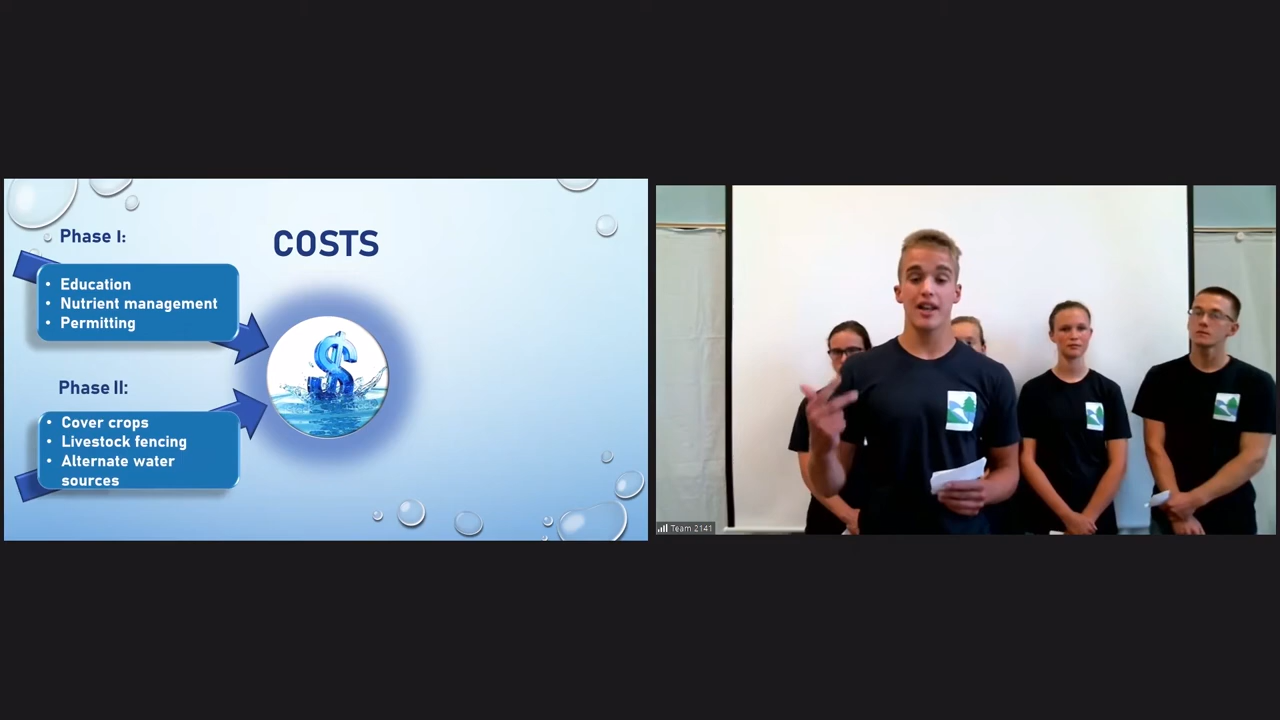 COSTS
Phase I:
• Education
• Nutrient management
• Permitting
Phase II:
• Cover crops
• Livestock fencing
• Alternate water
sources
$
Team 2141